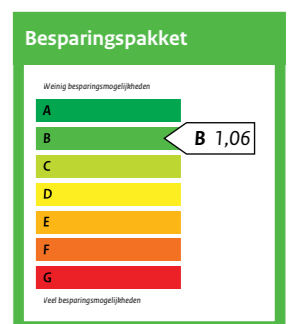 Besparingspakket
Weinig besparingsmogelijkheden
A
B
B 1,06
C
D
E
F
G
Veel besparingsmogelijkheden